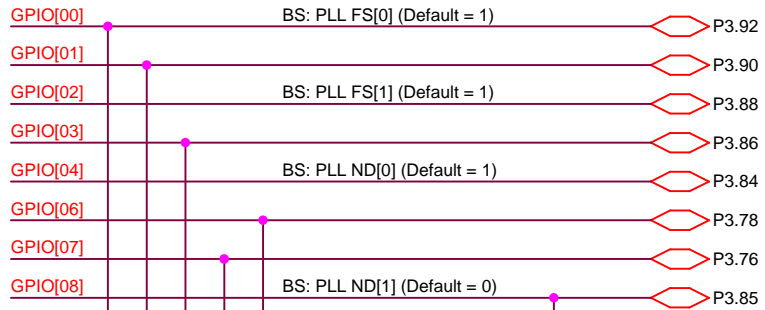 GPIO[00] BS: PLL FS[0] (Default = 1) P3.92
GPIO[01] P3.90
GPIO[02] BS: PLL FS[1] (Default = 1) P3.88
GPIO[03] P3.86
GPIO[04] BS: PLL ND[0] (Default = 1) P3.84
GPIO[06] P3.78
GPIO[07] P3.76
GPIO[08] BS: PLL ND[1] (Default = 0) P3.85